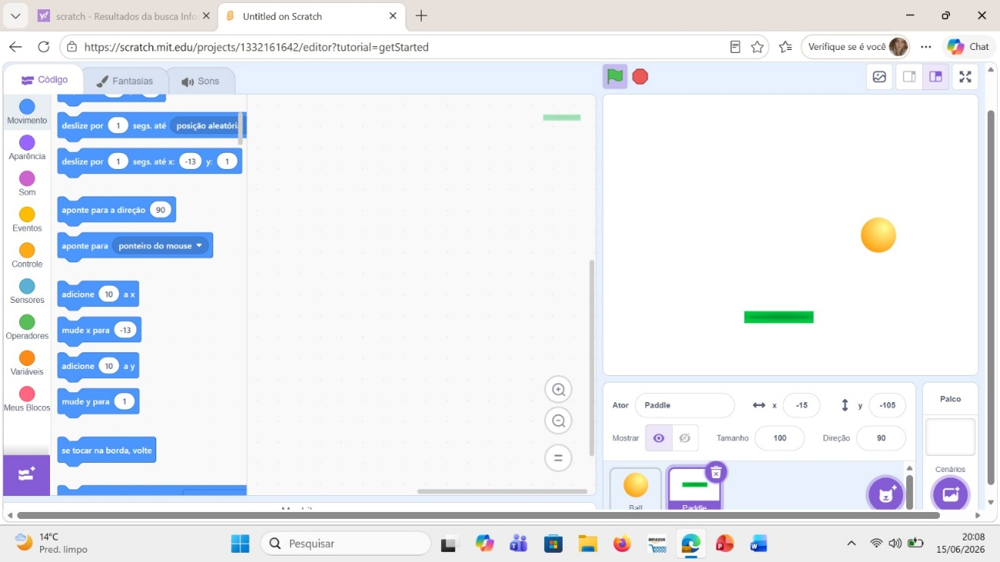 scratch - Resultados da busca Info
Untitled on Scratch
https://scratch.mit.edu/projects/1332161642/editor?tutorial=getStarted
Verifique se é você
Chat
Código
Fantasias
Sons
Movimento
Aparência
Som
Eventos
Controle
Sensores
Operadores
Variáveis
Meus Blocos
deslize por 1 segs. até posição aleatóri
deslize por 1 segs. até x: -13 y: 1
aponte para a direção 90
aponte para ponteiro do mouse
adicione 10 a x
mude x para -13
adicione 10 a y
mude y para 1
se tocar na borda, volte
Ator Paddle x -15 y -105
Mostrar Tamanho 100 Direção 90
Ball
Paddle
Palco
Cenários
14°C
Pred. limpo
Pesquisar
amazon
20:08
15/06/2026